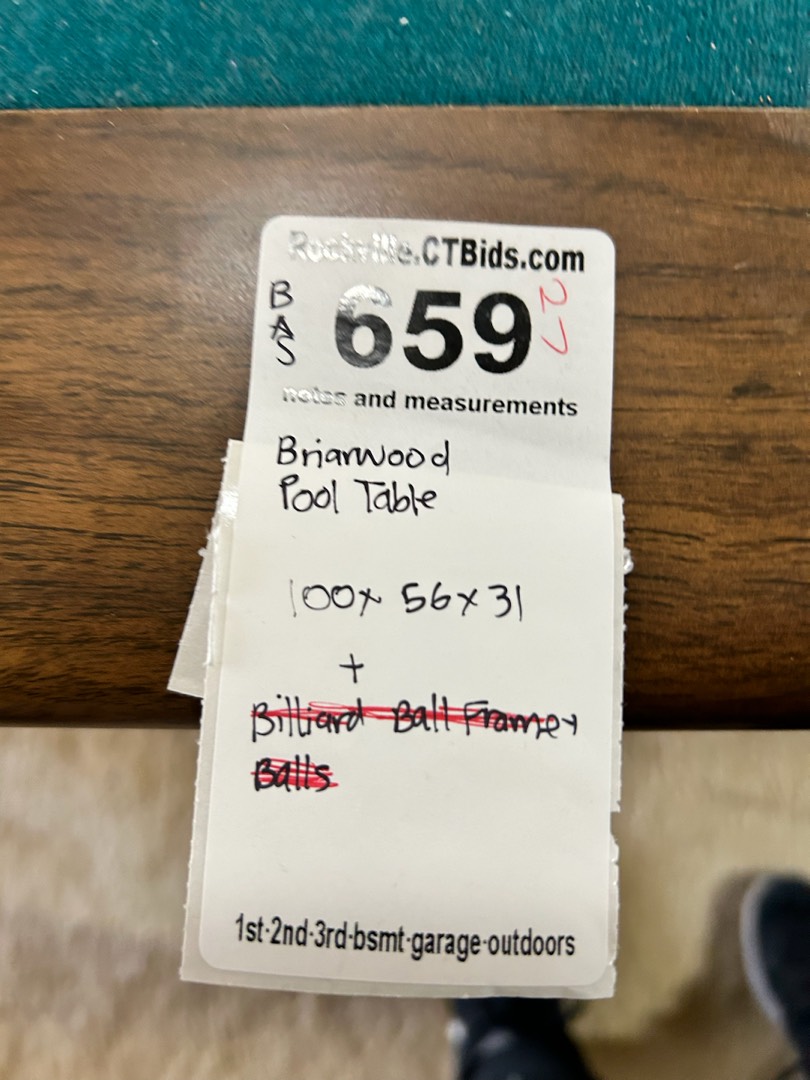 Rockville.CTBids.com
BAS
659
notes and measurements
Briarwood
Pool Table
100x 56x31
+
Billiard Ball Frame+
Balls
1st-2nd-3rd-bsmt-garage-outdoors